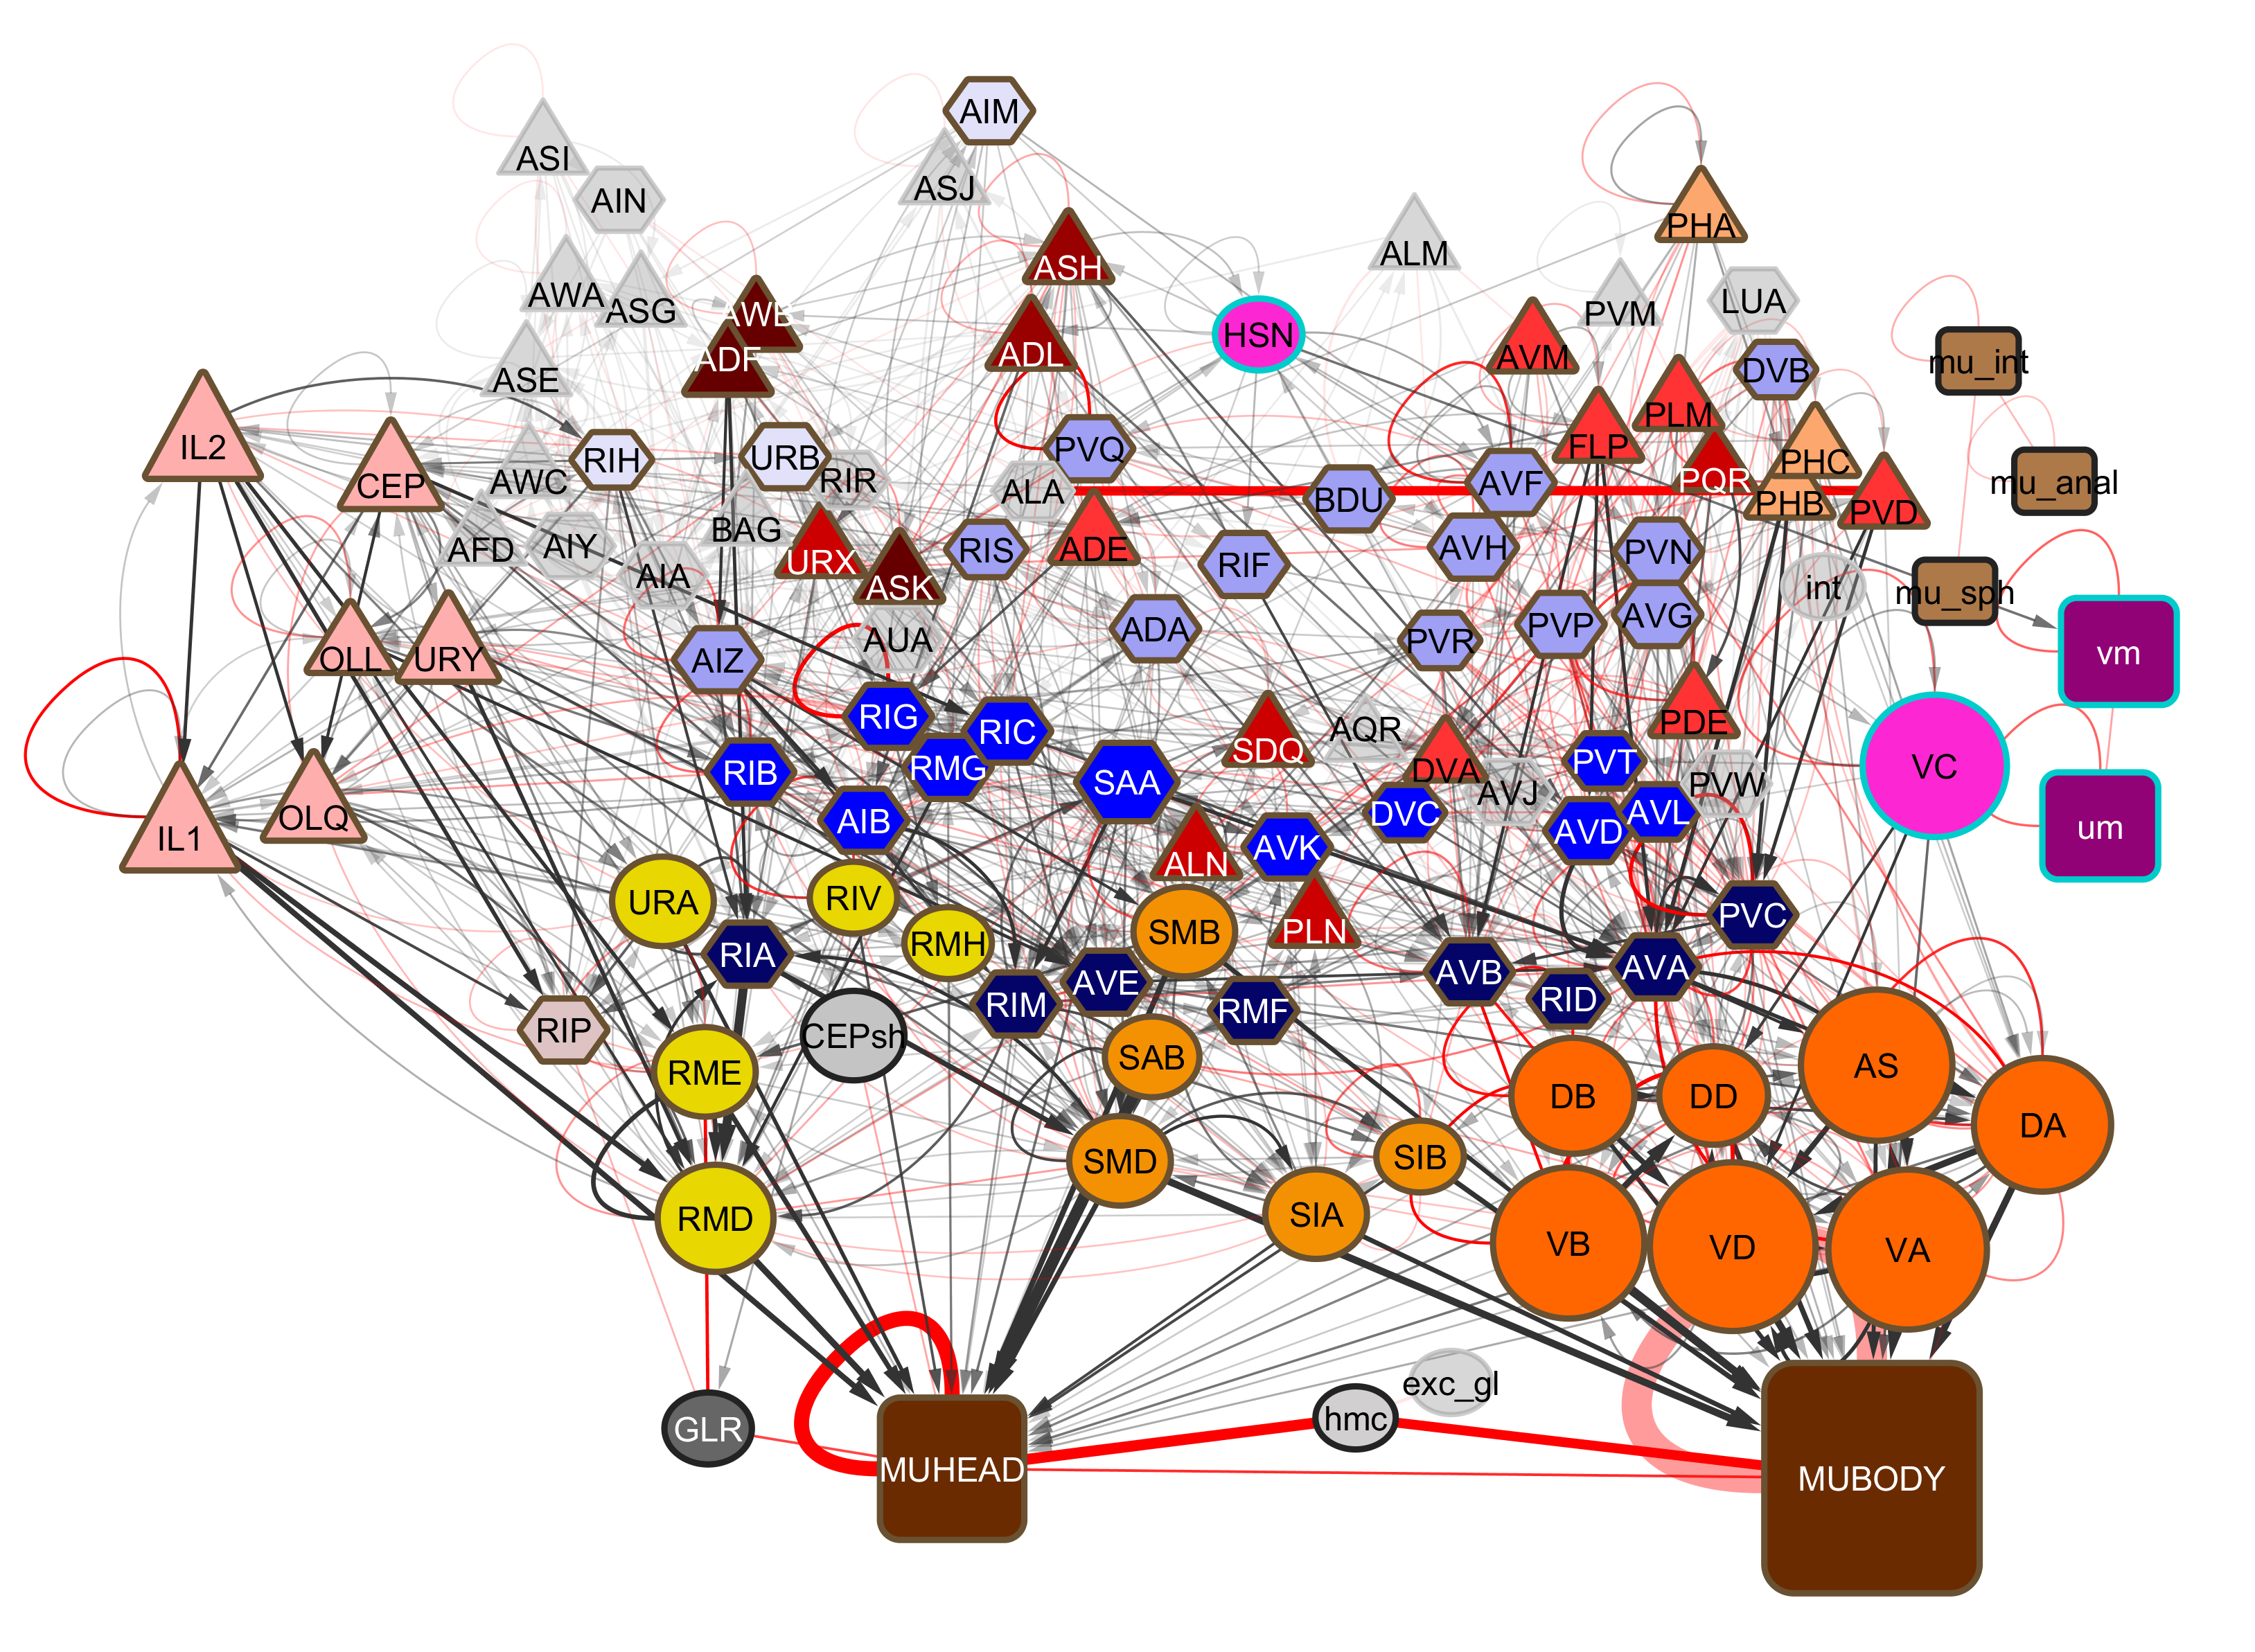 AIM
ASI
ASJ
AIN
PHA
ALM
ASH
AWA
ASG
PVM
LUA
AWB
HSN
ADF
ADL
AVM
mu_int
DVB
ASE
PLM
IL2
FLP
PVQ
RIH
URB
CEP
AWC
RIR
ALA
AVF
PQR
PHC
mu_anal
BDU
PHB
PVD
BAG
AFD
AIY
RIS
ADE
AVH
PVN
URX
RIF
AIA
ASK
int
mu_sph
ADA
PVP
AVG
AUA
PVR
vm
OLL
URY
AIZ
RIG
RIC
PDE
AQR
SDQ
RIB
RMG
SAA
DVA
PVT
VC
PVW
AVJ
OLQ
AIB
DVC
AVL
um
IL1
AVK
AVD
ALN
URA
RIV
PVC
SMB
PLN
RMH
RIA
AVE
AVB
AVA
RIM
RMF
RID
RIP
CEPsh
SAB
AS
RME
DB
DD
DA
SMD
SIB
RMD
SIA
VB
VD
VA
exc_gl
hmc
GLR
MUHEAD
MUBODY